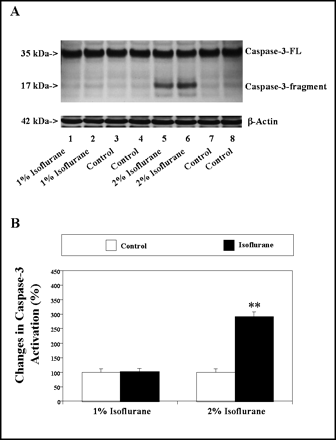 A
35 kDa->
Caspase-3-FL
17 kDa->
Caspase-3-fragment
42 kDa->
β-Actin
1 2 3 4 5 6 7 8
1% Isoflurane
1% Isoflurane
Control
Control
2% Isoflurane
2% Isoflurane
Control
Control
B
Control
Isoflurane
Changes in Caspase-3
Activation (%)
450
400
350
300
250
200
150
100
50
0
**
1% Isoflurane
2% Isoflurane